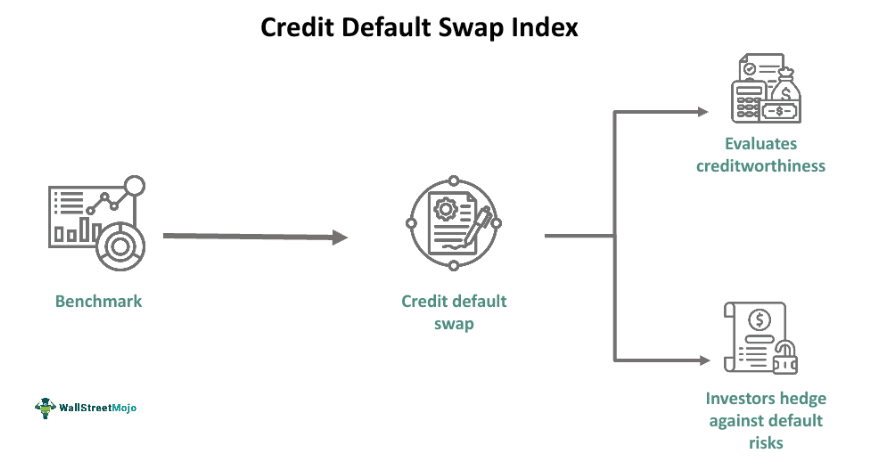 Credit Default Swap Index
Evaluates
creditworthiness
Benchmark
Credit default
swap
Investors hedge
against default
risks
WallStreetMojo